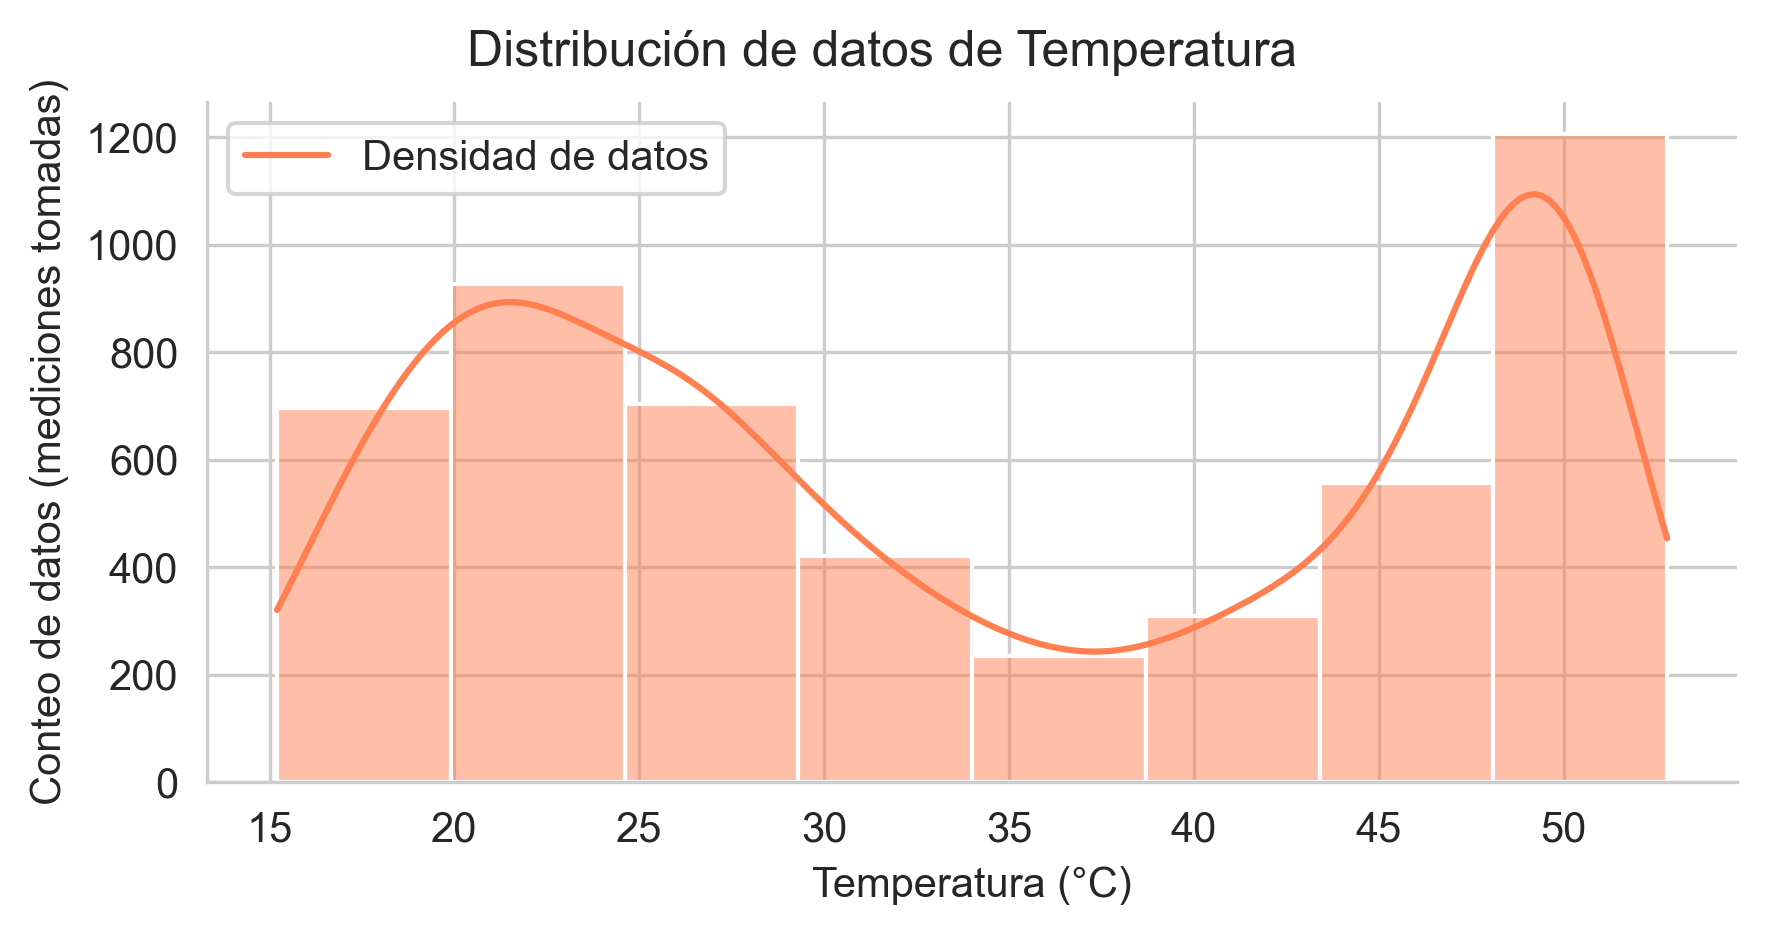 Distribución de datos de Temperatura
Densidad de datos
Conteo de datos (mediciones tomadas)
1200
1000
800
600
400
200
0
15 20 25 30 35 40 45 50
Temperatura (°C)